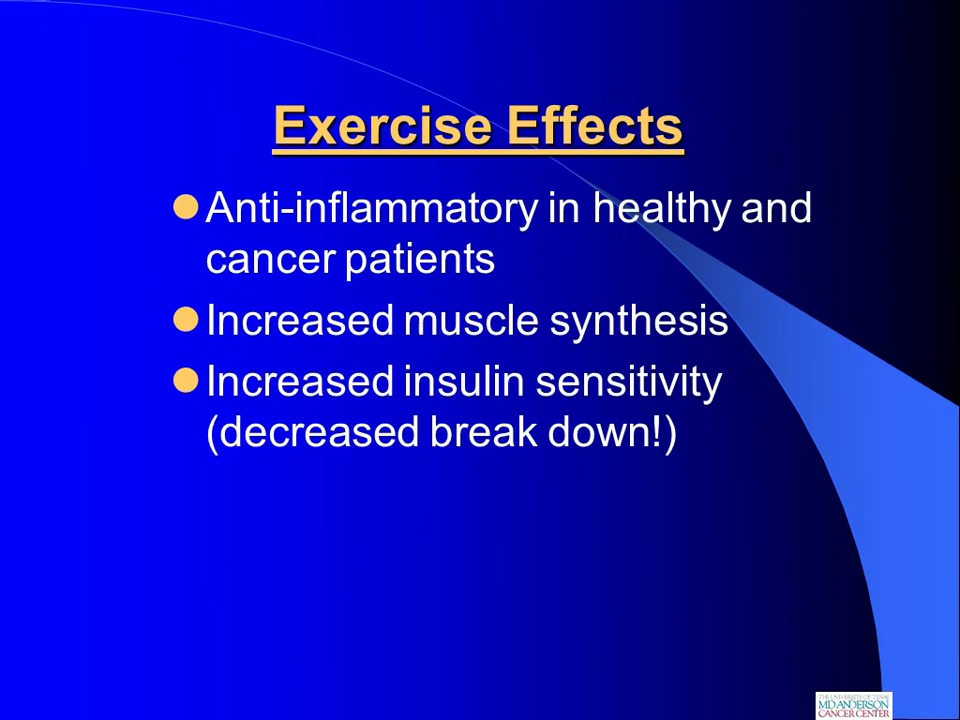 Exercise Effects
Anti-inflammatory in healthy and
cancer patients
Increased muscle synthesis
Increased insulin sensitivity
(decreased break down!)
THE UNIVERSITY OF TEXAS
MD ANDERSON
CANCER CENTER